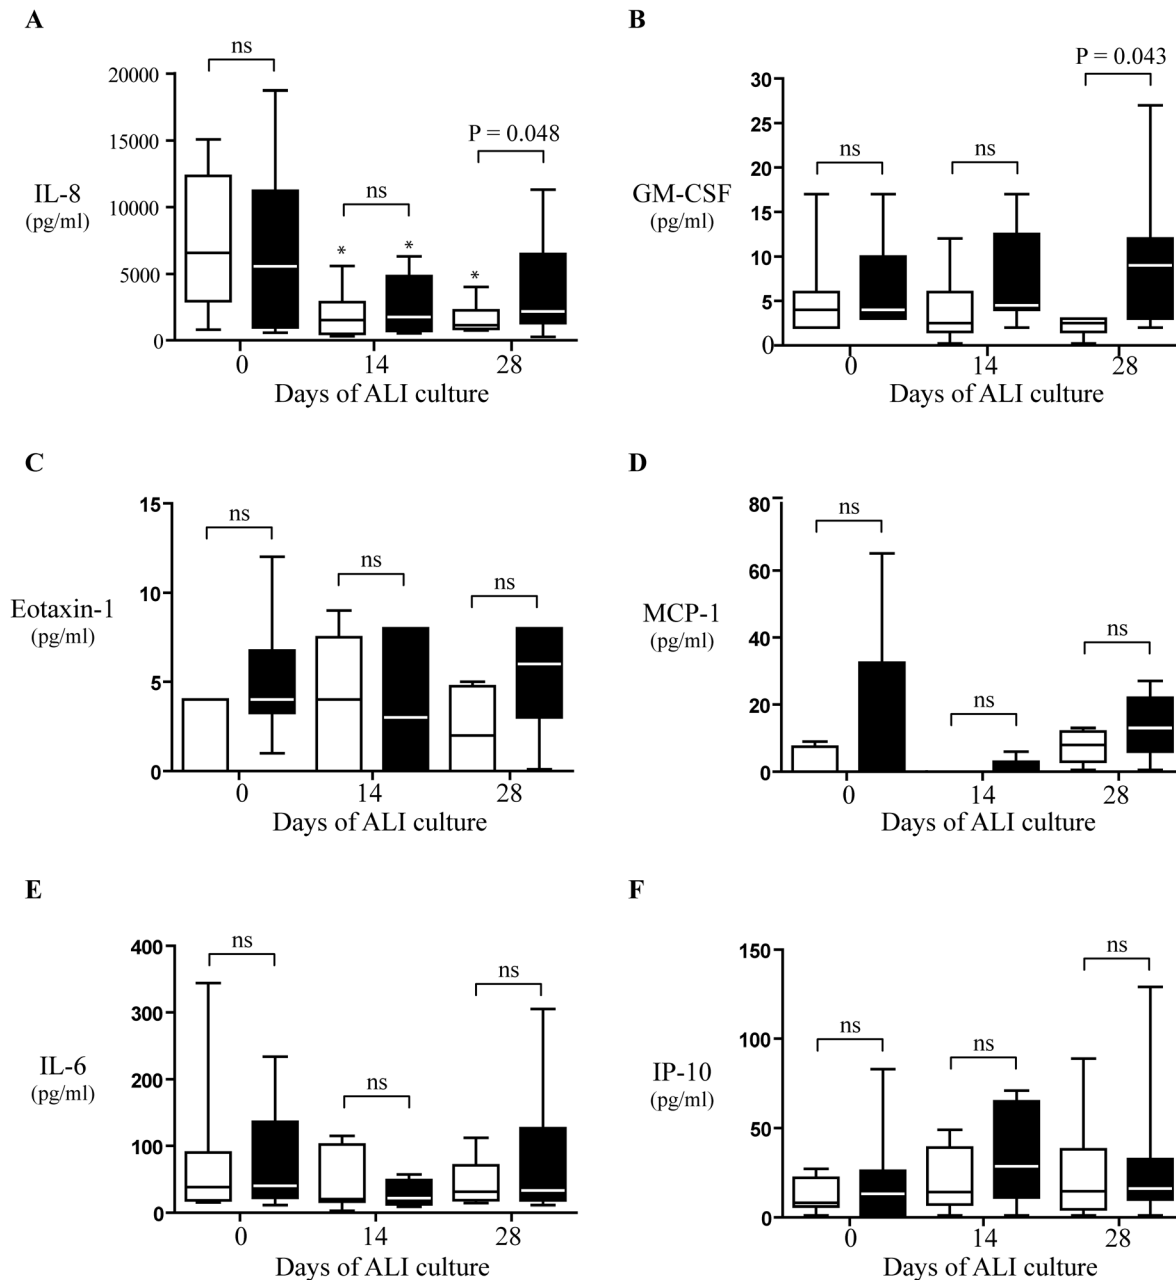 A
ns
20000
15000
10000
5000
0
IL-8
(pg/ml)
ns
P = 0.048
*
*
*
0
14
28
Days of ALI culture
B
P = 0.043
30
25
20
15
10
5
0
GM-CSF
(pg/ml)
ns
ns
0
14
28
Days of ALI culture
C
15
10
5
0
Eotaxin-1
(pg/ml)
ns
ns
ns
0
14
28
Days of ALI culture
D
80
60
40
20
0
MCP-1
(pg/ml)
ns
ns
ns
0
14
28
Days of ALI culture
E
400
300
200
100
0
IL-6
(pg/ml)
ns
ns
ns
0
14
28
Days of ALI culture
F
150
100
50
0
IP-10
(pg/ml)
ns
ns
ns
0
14
28
Days of ALI culture